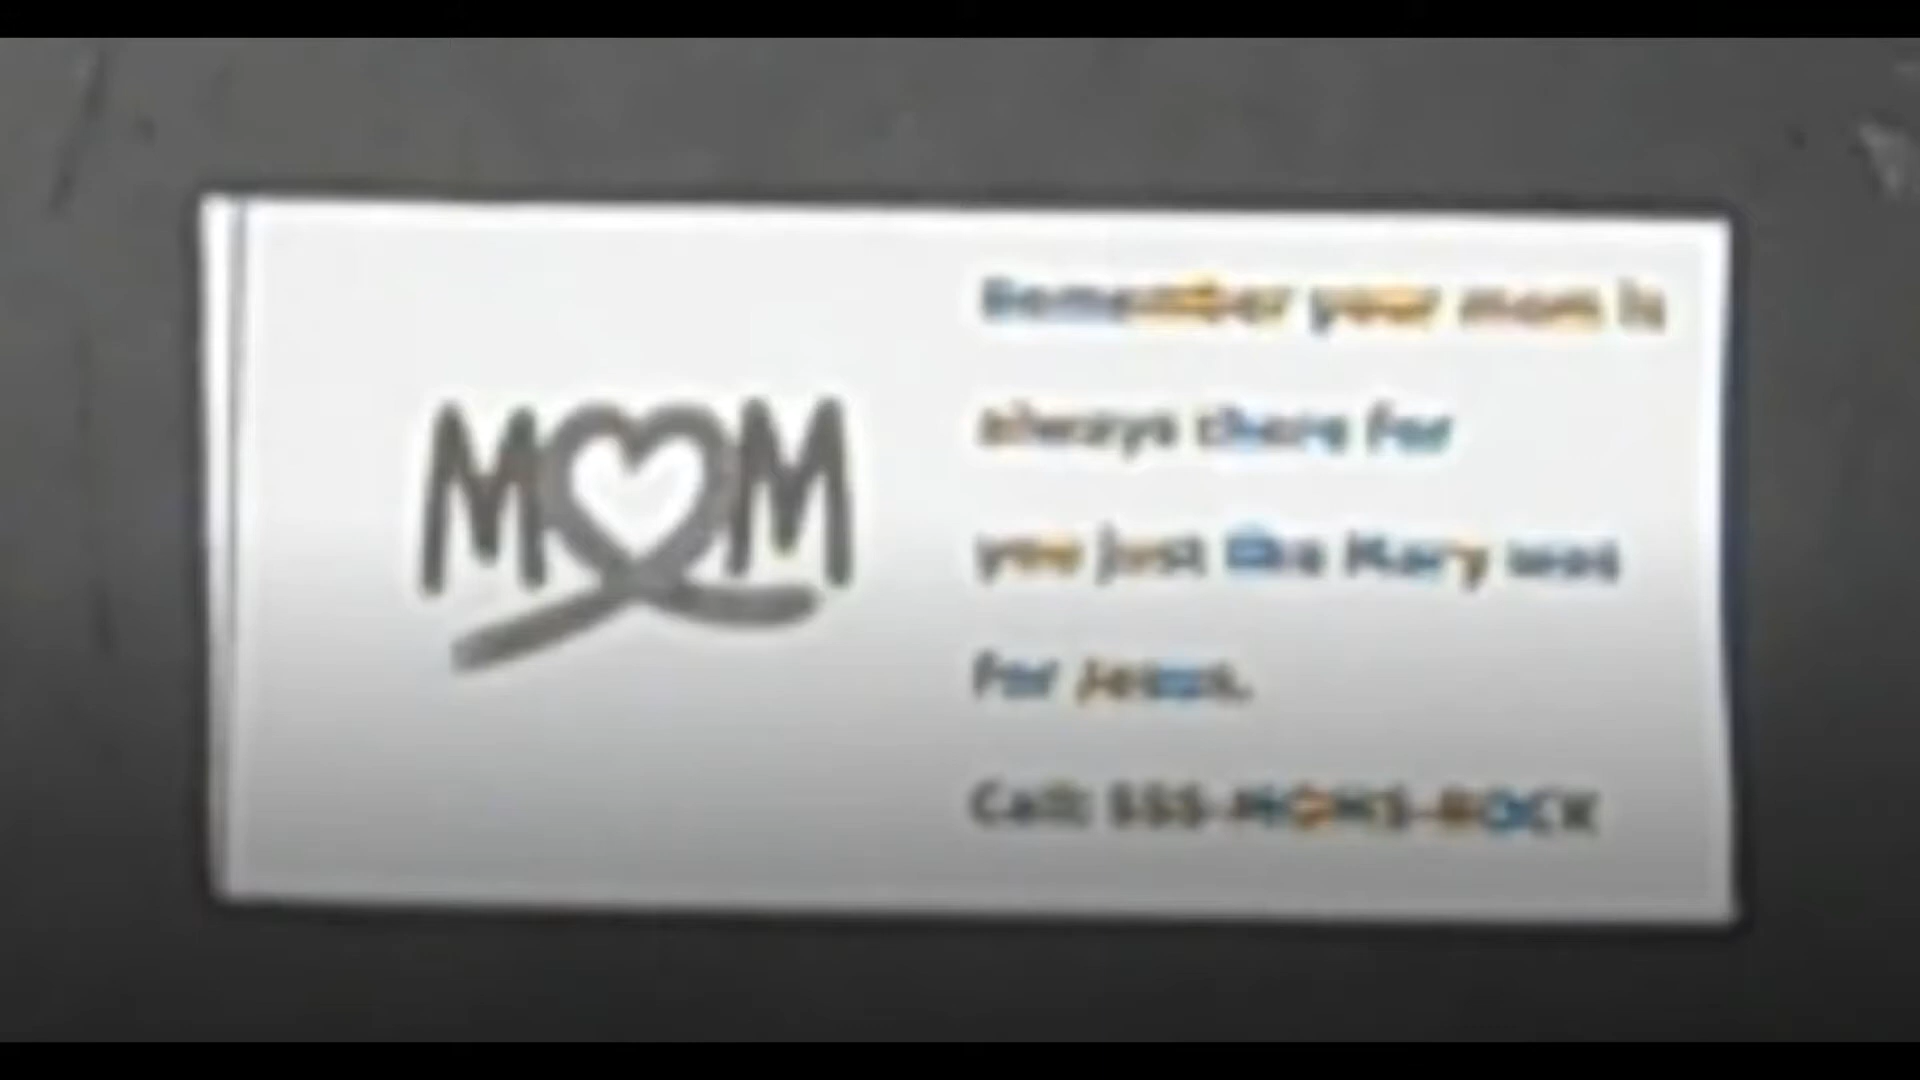 MOM
Remember your mom is
always there for
you just like Mary was
for Jesus.
Call: 555-MOMS-ROCK